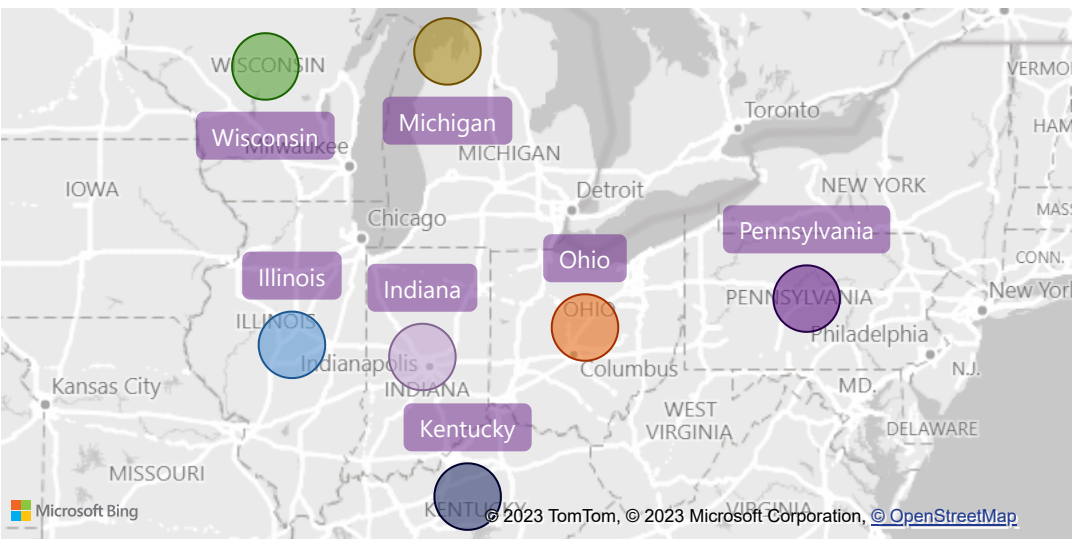 WISCONSIN
VERMO
Toronto
Michigan
HAM
Wisconsin
Milwaukee
MICHIGAN
IOWA
Detroit
NEW YORK
MASS
Chicago
Pennsylvania
Ohio
CONN.
Illinois
Indiana
New York
PENNSYLVANIA
OHIO
ILLINOIS
Philadelphia
Indianapolis
Columbus
N.J.
Kansas City
INDIANA
MD.
WEST
VIRGINIA
Kentucky
DELAWARE
MISSOURI
KENTUCKY
VIRGINIA
Microsoft Bing
© 2023 TomTom, © 2023 Microsoft Corporation, © OpenStreetMap